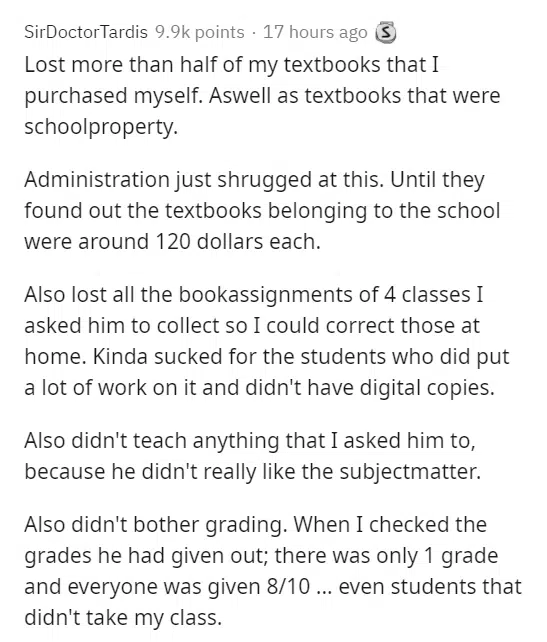 SirDoctorTardis 9.9k points · 17 hours ago S
Lost more than half of my textbooks that I
purchased myself. Aswell as textbooks that were
schoolproperty.
Administration just shrugged at this. Until they
found out the textbooks belonging to the school
were around 120 dollars each.
Also lost all the bookassignments of 4 classes I
asked him to collect so I could correct those at
home. Kinda sucked for the students who did put
a lot of work on it and didn't have digital copies.
Also didn't teach anything that I asked him to,
because he didn't really like the subjectmatter.
Also didn't bother grading. When I checked the
grades he had given out; there was only 1 grade
and everyone was given 8/10 ... even students that
didn't take my class.